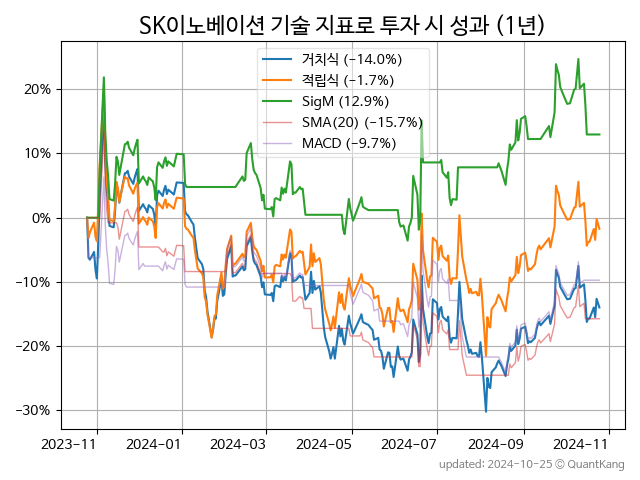 SK이노베이션 기술 지표로 투자 시 성과 (1년)
거치식 (−14.0%)
적립식 (−1.7%)
SigM (12.9%)
SMA(20) (−15.7%)
MACD (−9.7%)
20%
10%
0%
−10%
−20%
−30%
2023−11 2024−01 2024−03 2024−05 2024−07 2024−09 2024−11
updated: 2024-10-25 © QuantKang